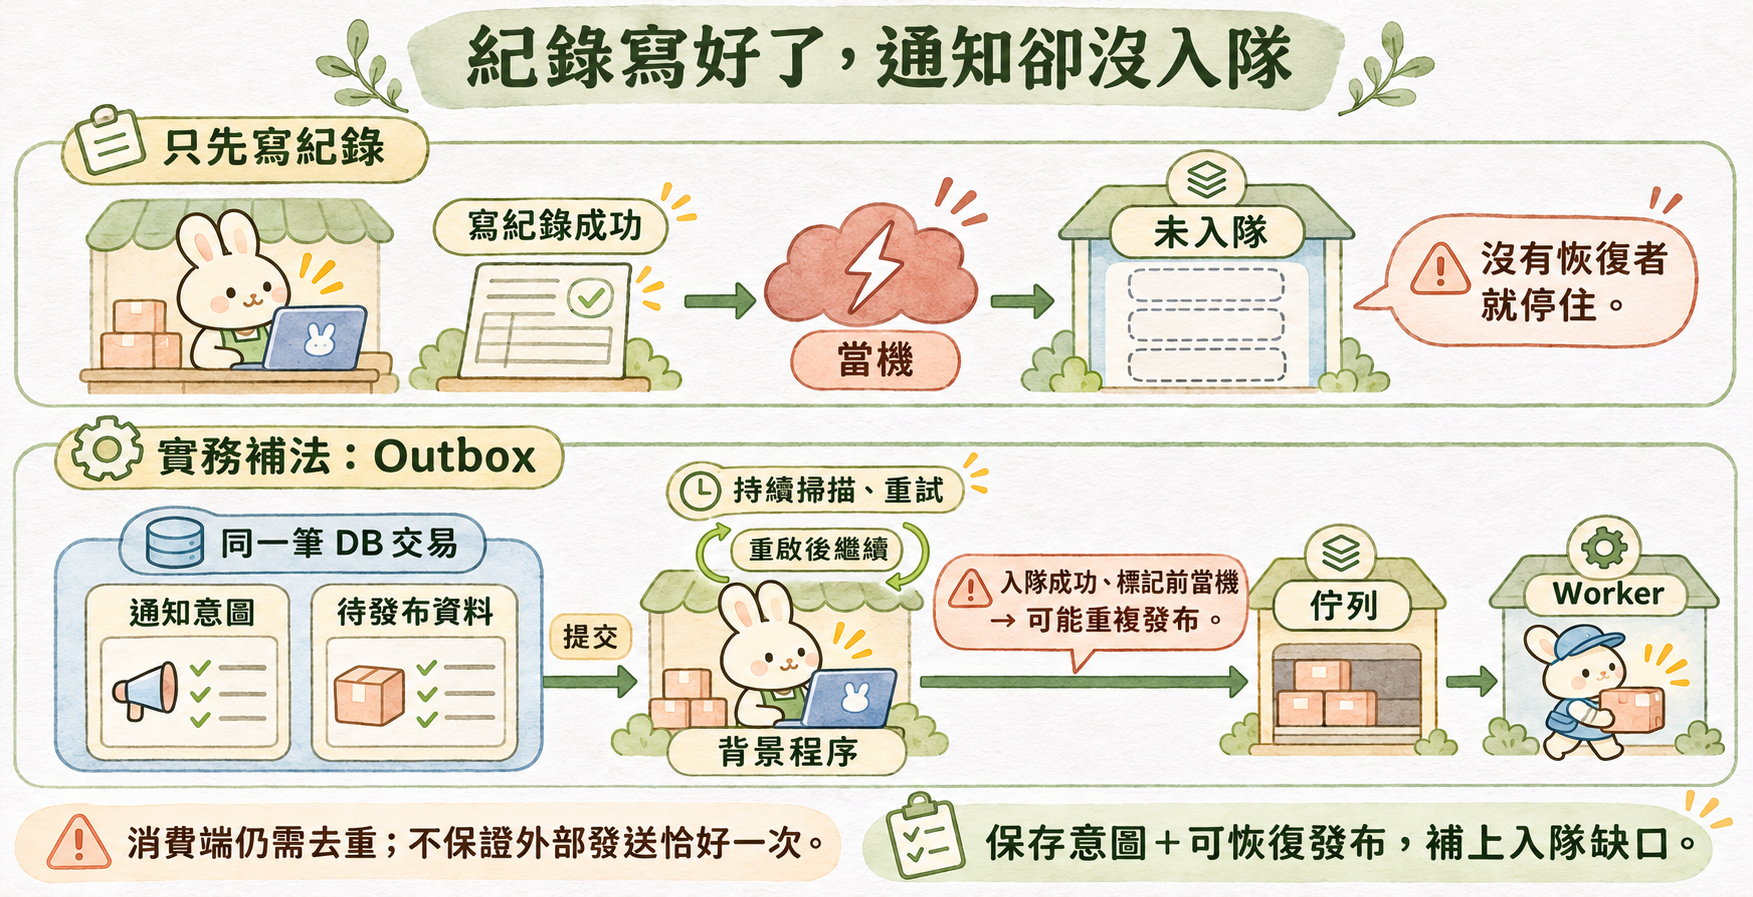 紀錄寫好了，通知卻沒入隊
只先寫紀錄
寫紀錄成功
當機
未入隊
沒有恢復者
就停住。
實務補法：Outbox
同一筆 DB 交易
通知意圖
待發布資料
提交
持續掃描、重試
重啟後繼續
背景程序
入隊成功、標記前當機
→ 可能重複發布。
佇列
Worker
消費端仍需去重；不保證外部發送恰好一次。
保存意圖＋可恢復發布，補上入隊缺口。